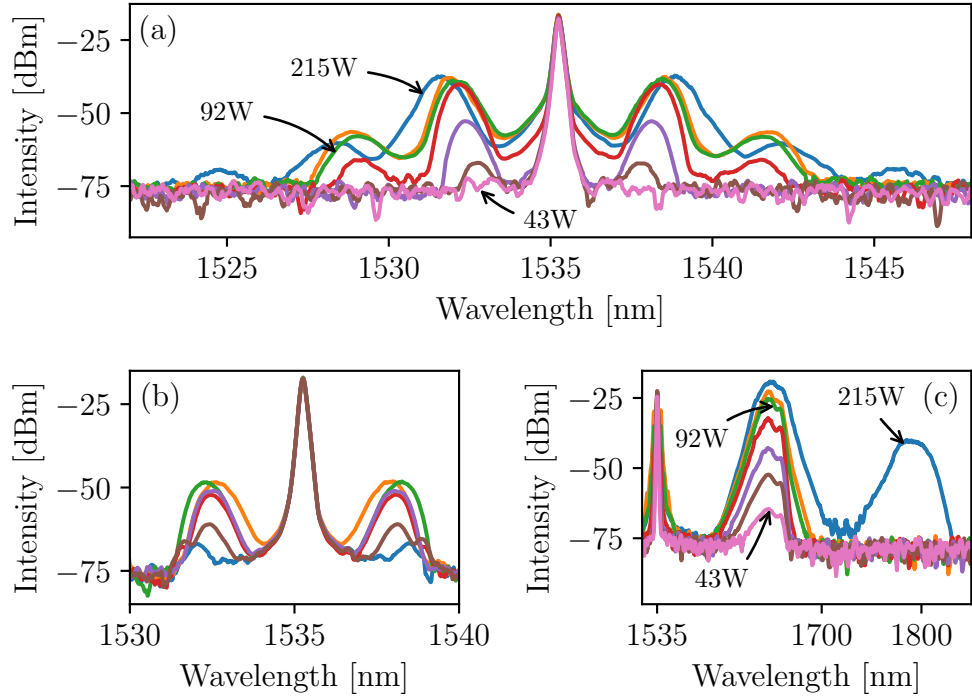 (a)
Intensity [dBm]
−25
−50
−75
215W
92W
43W
1525
1530
1535
1540
1545
Wavelength [nm]
(b)
Intensity [dBm]
−25
−50
−75
1530
1535
1540
Wavelength [nm]
(c)
Intensity [dBm]
−25
−50
−75
92W
215W
43W
1535
1700
1800
Wavelength [nm]